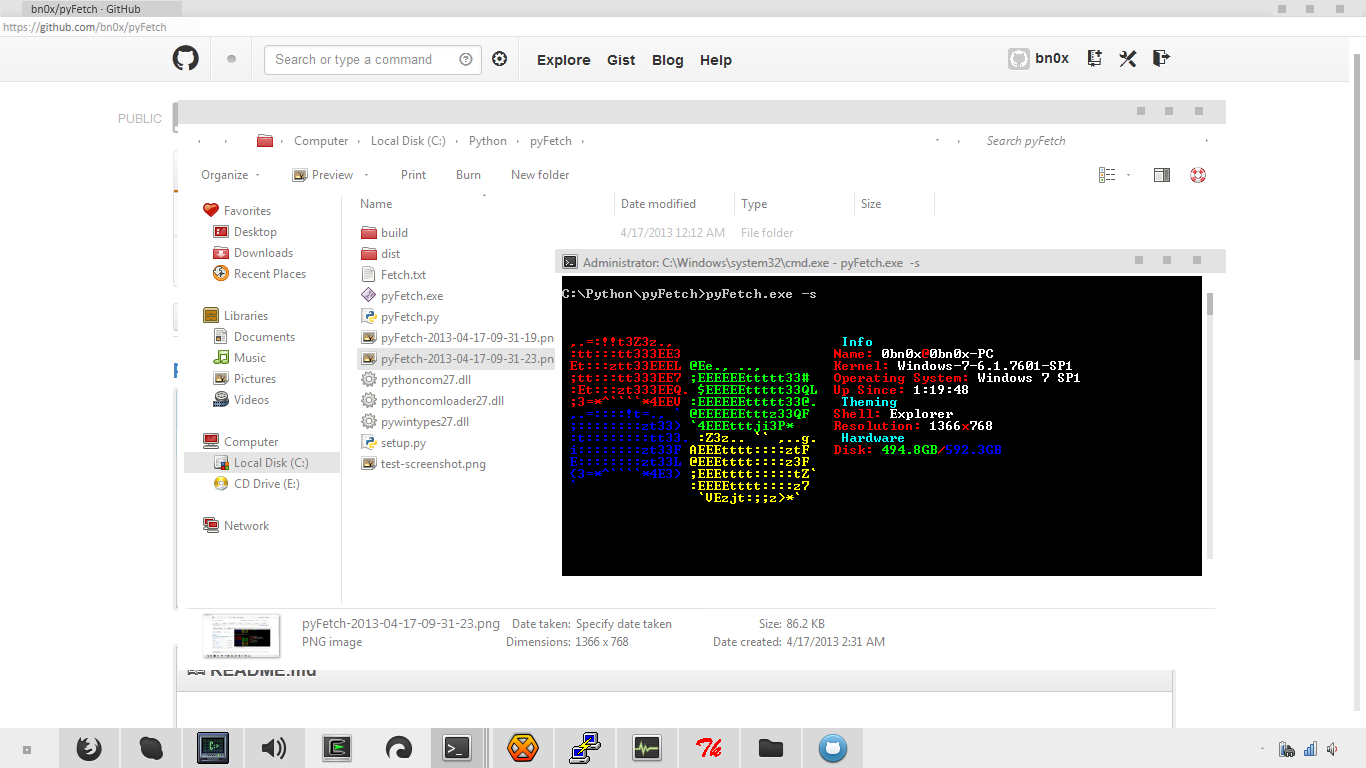 bn0x/pyFetch · GitHub
https://github.com/bn0x/pyFetch
Search or type a command
Explore Gist Blog Help
bn0x
PUBLIC
Computer Local Disk (C:) Python pyFetch
Search pyFetch
Organize Preview Print Burn New folder
Name Date modified Type Size
Favorites
Desktop
Downloads
Recent Places
Libraries
Documents
Music
Pictures
Videos
Computer
Local Disk (C:)
CD Drive (E:)
Network
build 4/17/2013 12:12 AM File folder
dist
Fetch.txt
pyFetch.exe
pyFetch.py
pyFetch-2013-04-17-09-31-19.pn
pyFetch-2013-04-17-09-31-23.pn
pythoncom27.dll
pythoncomloader27.dll
pywintypes27.dll
setup.py
test-screenshot.png
Administrator: C:\Windows\system32\cmd.exe - pyFetch.exe -s
C:\Python\pyFetch>pyFetch.exe -s
Info
Name: 0bn0x@0bn0x-PC
Kernel: Windows-7-6.1.7601-SP1
Operating System: Windows 7 SP1
Up Since: 1:19:48
Theming
Shell: Explorer
Resolution: 1366x768
Hardware
Disk: 494.8GB/592.3GB
pyFetch-2013-04-17-09-31-23.png Date taken: Specify date taken Size: 86.2 KB
PNG image Dimensions: 1366 x 768 Date created: 4/17/2013 2:31 AM
README.md
Tk